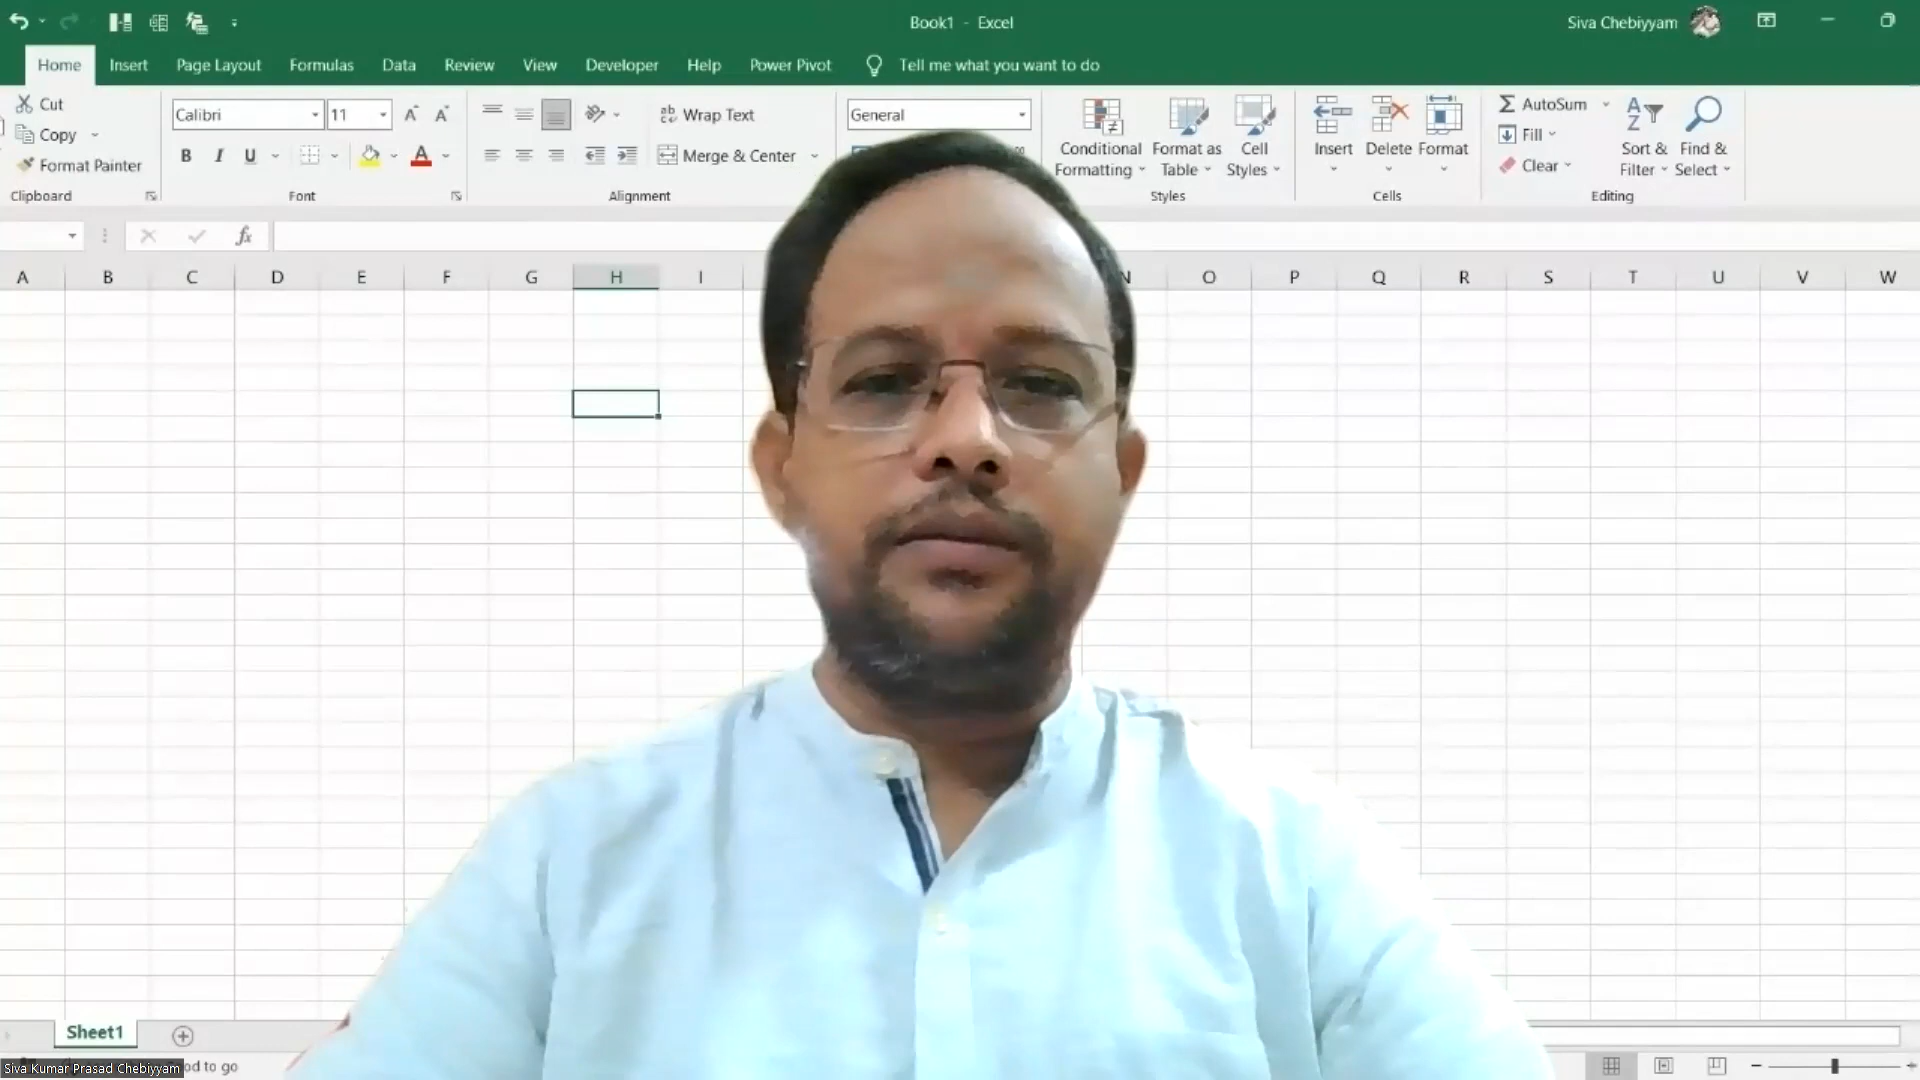 Book1 - Excel
Siva Chebiyyam
Home Insert Page Layout Formulas Data Review View Developer Help Power Pivot Tell me what you want to do
Cut
Copy
Format Painter
Clipboard
Calibri 11
B I U A
Font
Wrap Text
Merge & Center
Alignment
General
Conditional Formatting
Format as Table
Cell Styles
Styles
Insert Delete Format
Cells
AutoSum
Fill
Clear
Sort & Filter
Find & Select
Editing
fx
A B C D E F G H I N O P Q R S T U V W
Sheet1
Siva Kumar Prasad Chebiyyam
to go